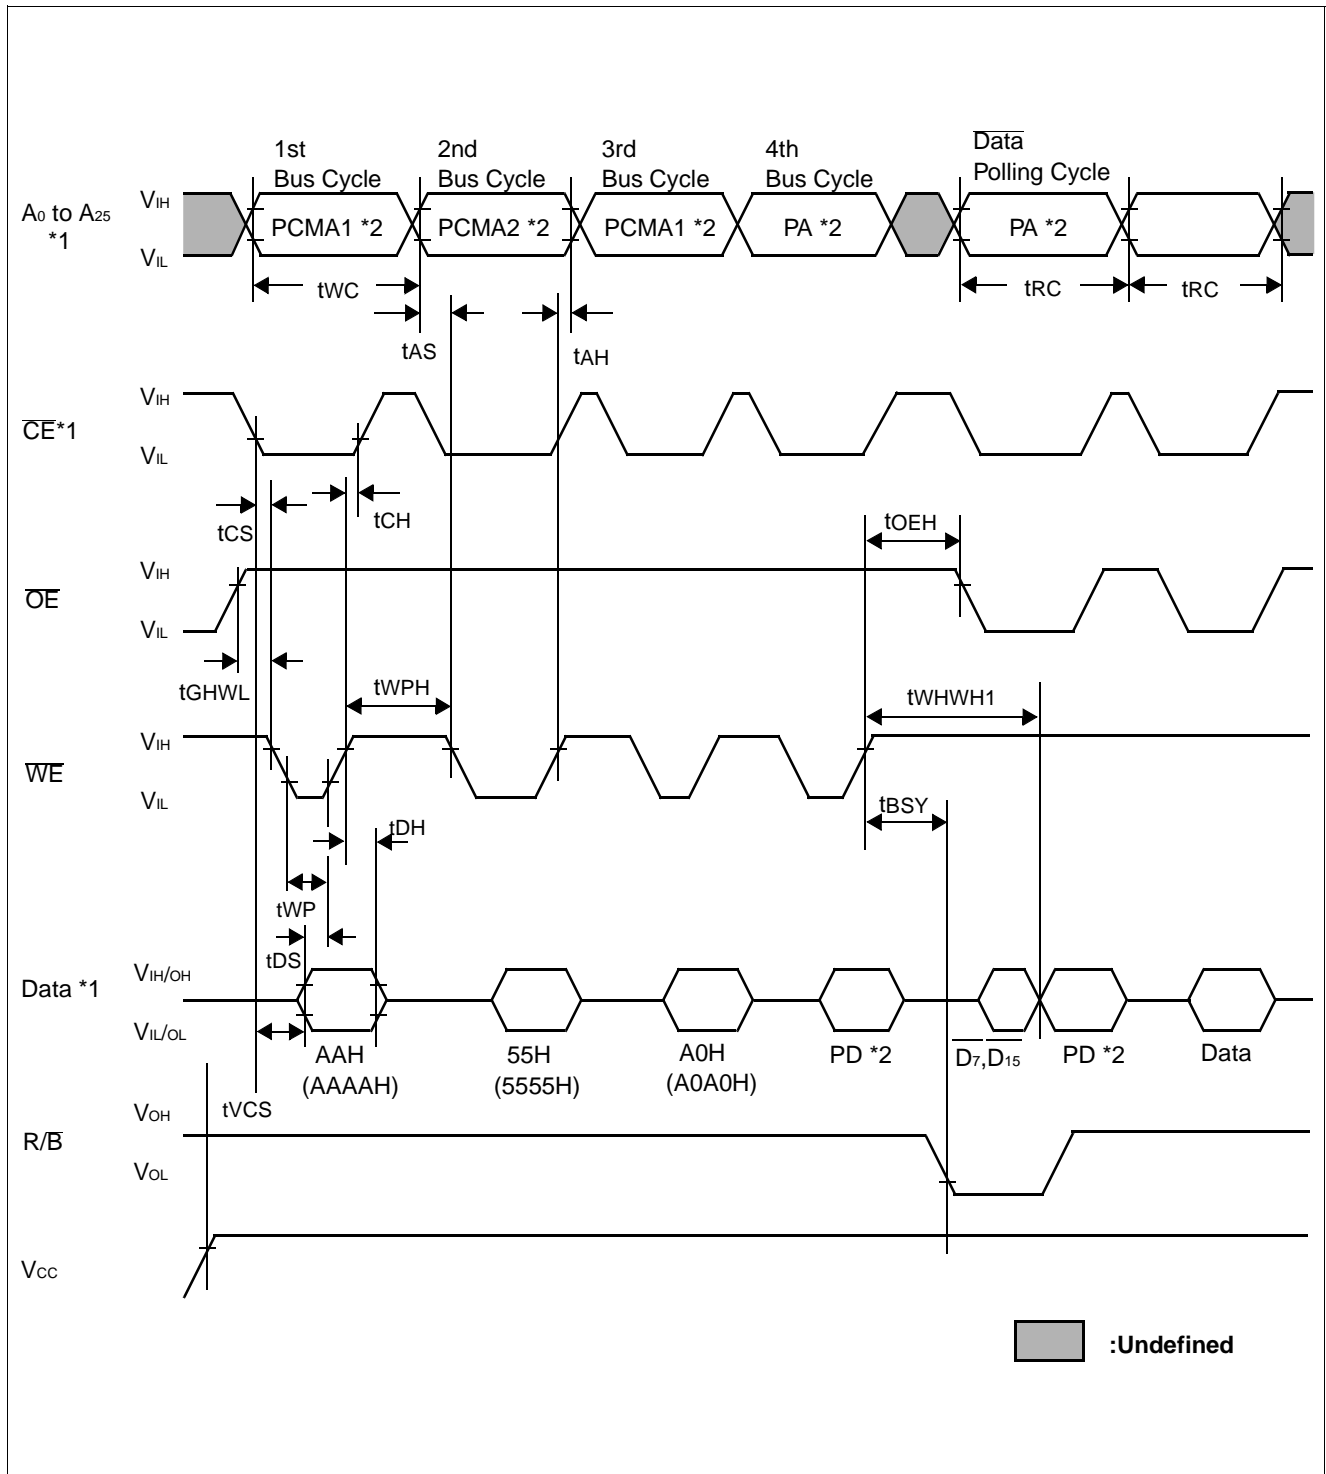 1st 2nd 3rd 4th Data
Bus Cycle Bus Cycle Bus Cycle Bus Cycle Polling Cycle
A0 to A25 *1 VIH VIL
PCMA1 *2 PCMA2 *2 PCMA1 *2 PA *2 PA *2
tWC tRC tRC
tAS tAH
CE*1 VIH VIL
tCS tCH tOEH
OE VIH VIL
tGHWL tWPH tWHWH1
WE VIH VIL
tBSY
tDH
tWP
tDS
Data *1 VIH/OH VIL/OL
AAH 55H A0H PD *2 D7,D15 PD *2 Data
(AAAAH) (5555H) (A0A0H)
tVCS
R/B VOH VOL
VCC
:Undefined